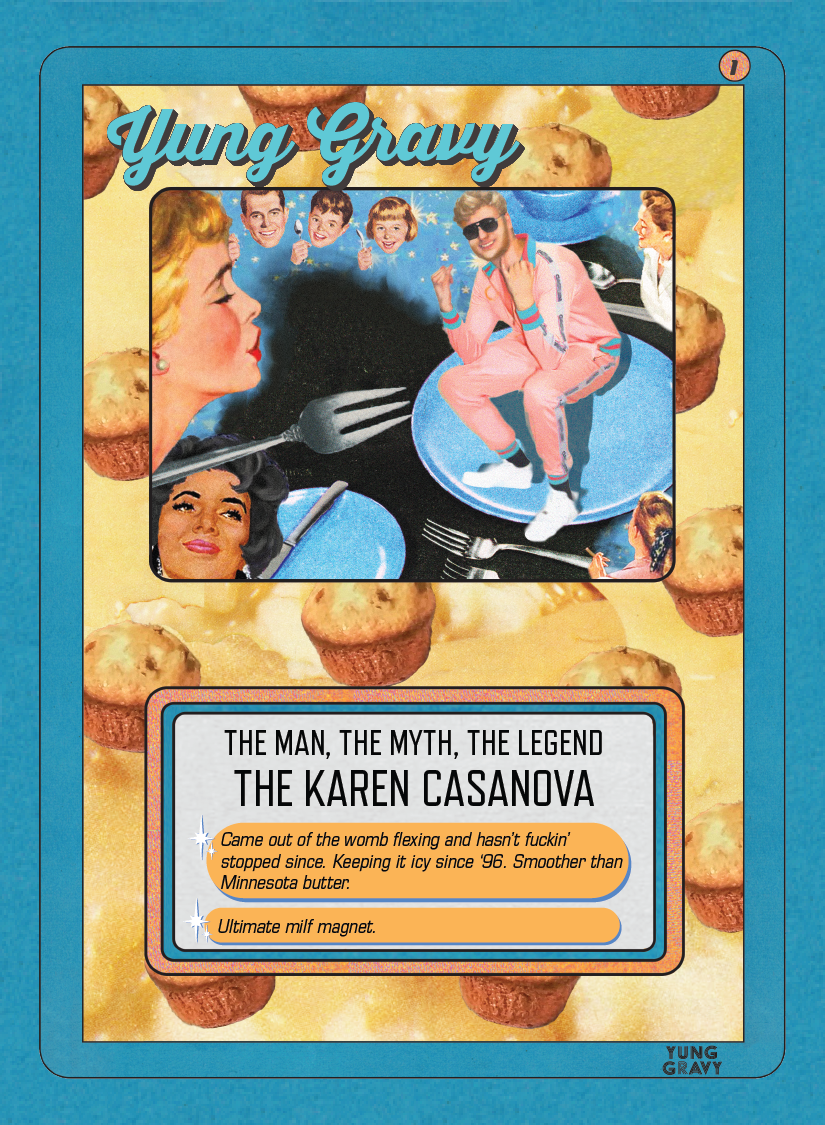 1
Yung Gravy
THE MAN, THE MYTH, THE LEGEND
THE KAREN CASANOVA
Came out of the womb flexing and hasn't fuckin'
stopped since. Keeping it icy since '96. Smoother than
Minnesota butter.
Ultimate milf magnet.
YUNG
GRAVY